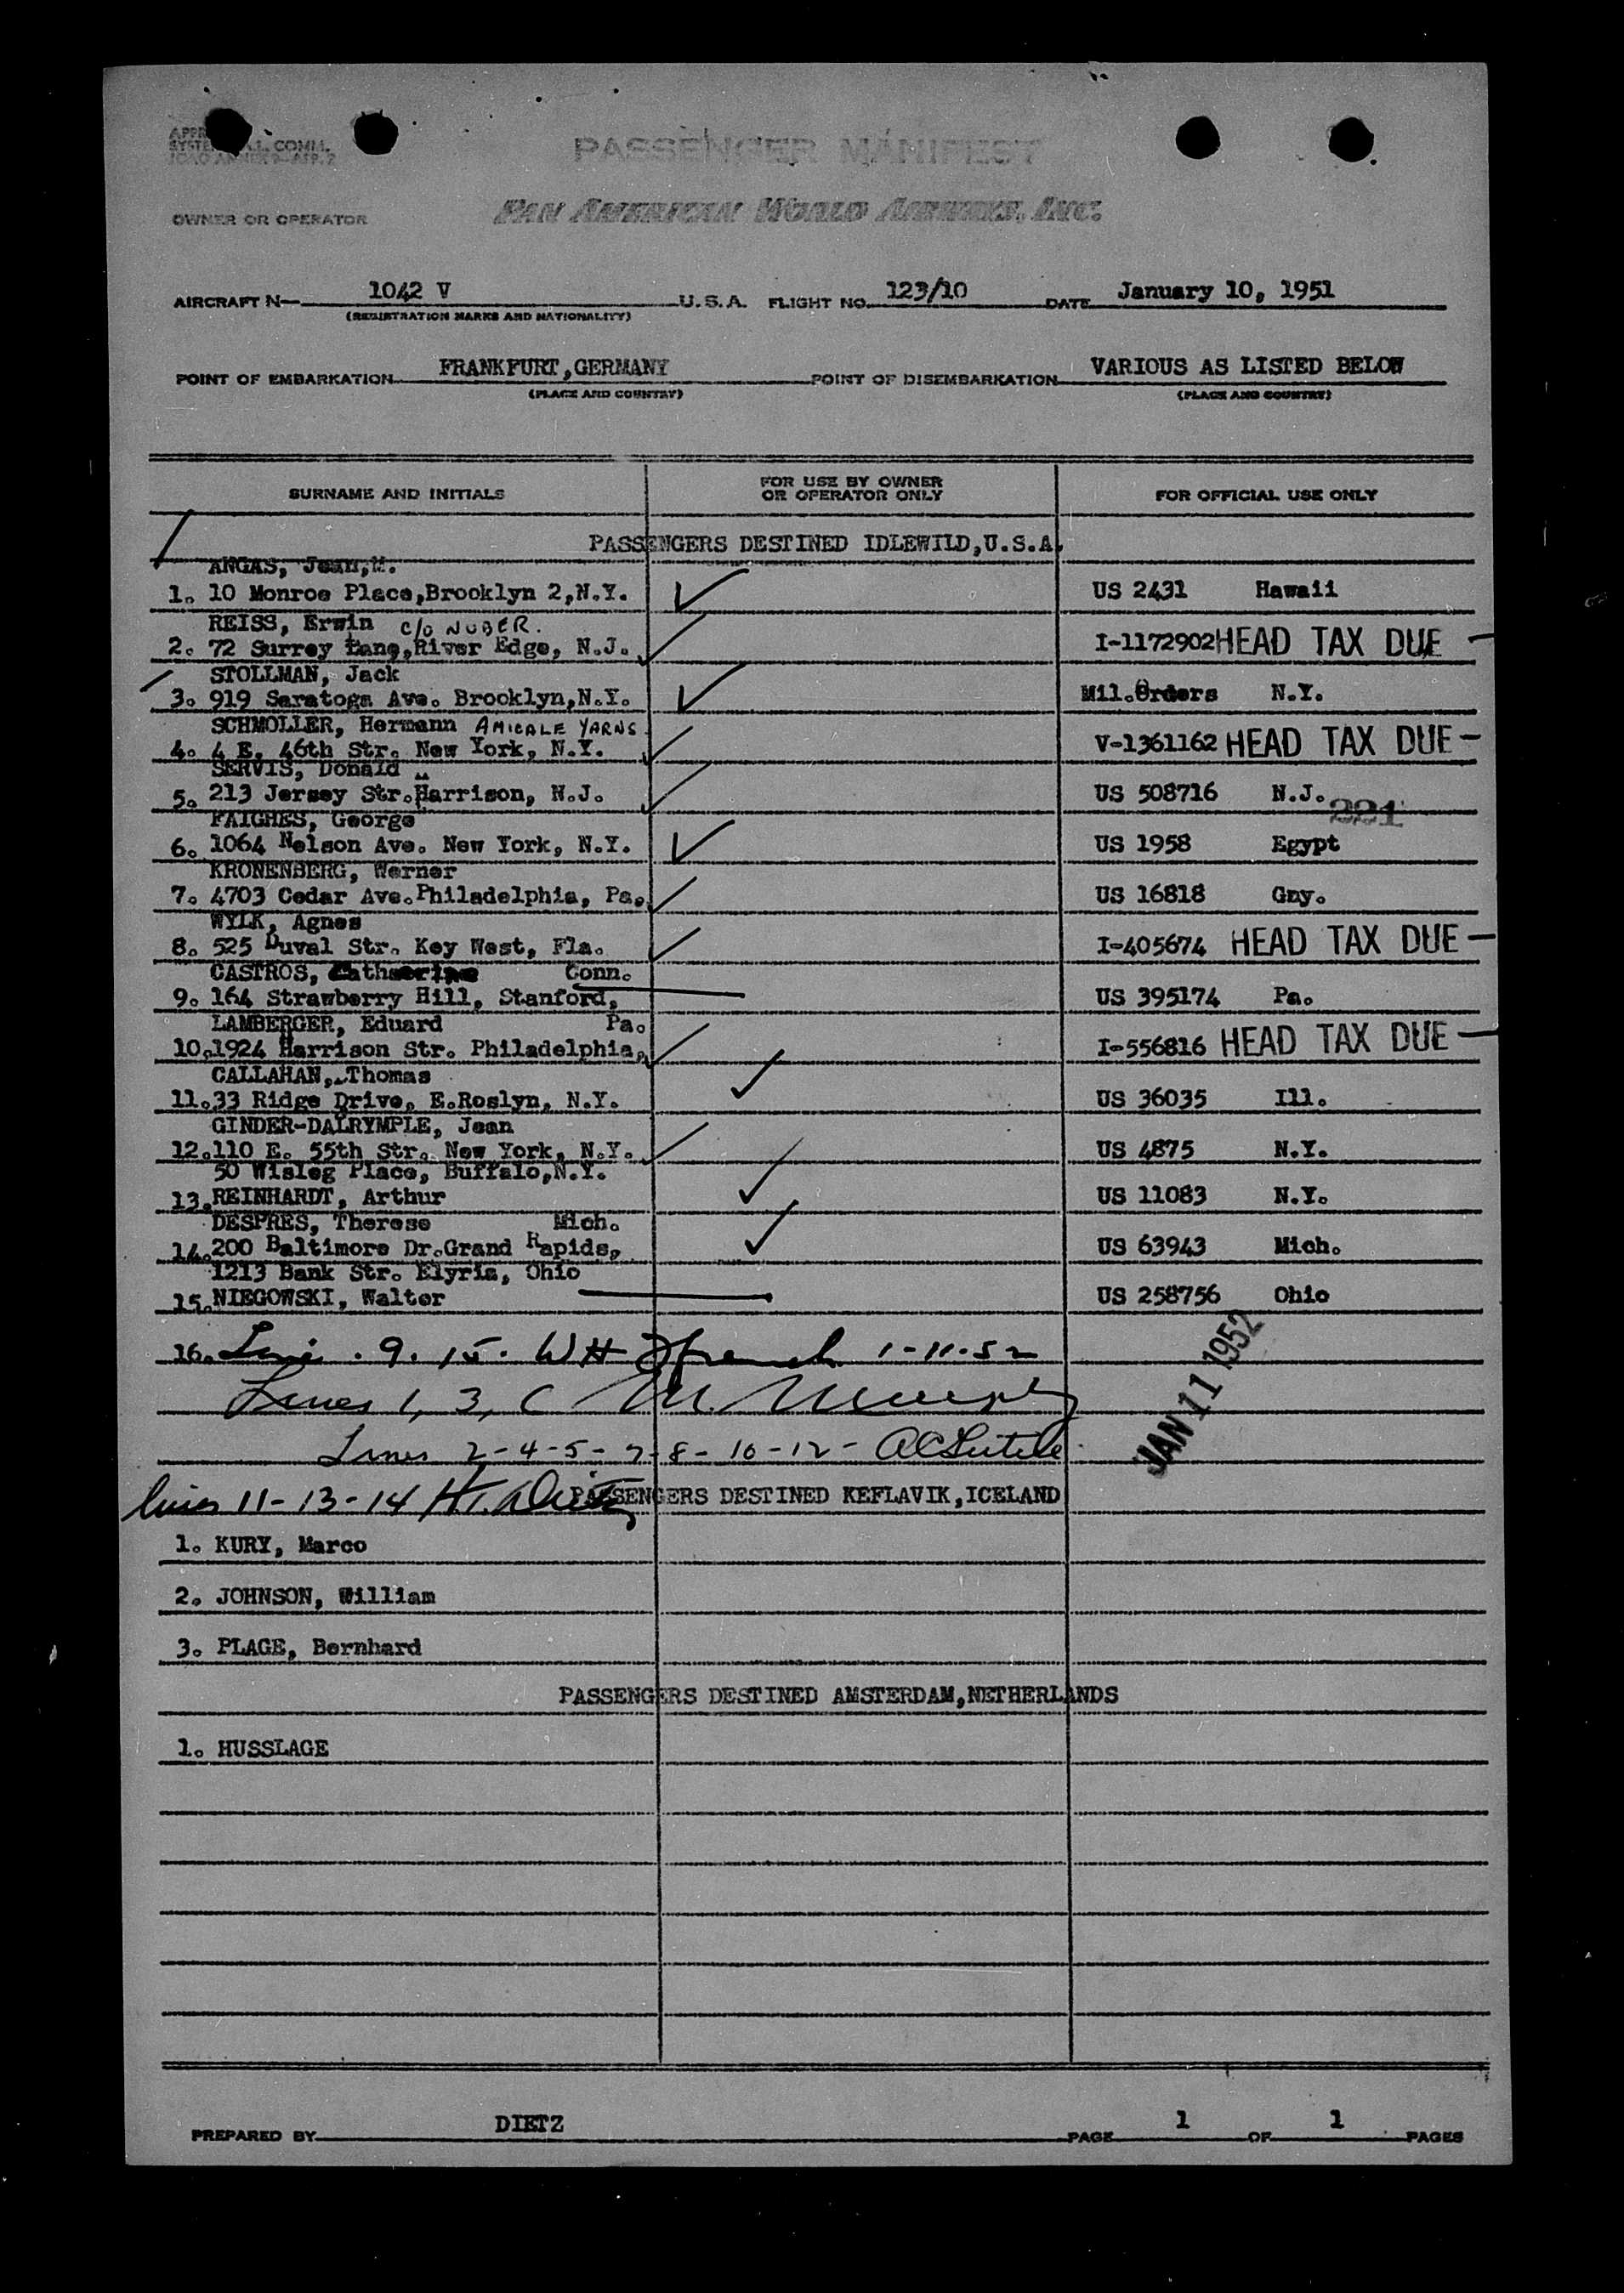 PASSENGER MANIFEST
OWNER OR OPERATOR PAN AMERICAN WORLD AIRWAYS, INC.
AIRCRAFT N— 1042 V U.S.A. FLIGHT NO. 123/10 DATE January 10, 1951
(REGISTRATION MARKS AND NATIONALITY)
POINT OF EMBARKATION FRANKFURT,GERMANY POINT OF DISEMBARKATION VARIOUS AS LISTED BELOW
(PLACE AND COUNTRY) (PLACE AND COUNTRY)
SURNAME AND INITIALS FOR USE BY OWNER OR OPERATOR ONLY FOR OFFICIAL USE ONLY
PASSENGERS DESTINED IDLEWILD,U.S.A.
ANGAS, Jean,M.
1. 10 Monroe Place,Brooklyn 2,N.Y. US 2431 Hawaii
REISS, Erwin c/o NUBER.
2. 72 Surrey Lane,River Edge, N.J. I-1172902 HEAD TAX DUE —
STOLLMAN, Jack
3. 919 Saratoga Ave. Brooklyn,N.Y. Mil.Orders N.Y.
SCHMOLLER, Hermann AMICALE YARNS
4. 4 E. 46th Str. New York, N.Y. V-1361162 HEAD TAX DUE —
SERVIS, Donald
5. 213 Jersey Str.Harrison, N.J. US 508716 N.J.
221
FAIGHES, George
6. 1064 Nelson Ave. New York, N.Y. US 1958 Egypt
KRONENBERG, Werner
7. 4703 Cedar Ave.Philadelphia, Pa. US 16818 Gny.
WYLK, Agnes
8. 525 Duval Str. Key West, Fla. I-405674 HEAD TAX DUE —
CASTROS, Catherine Conn.
9. 164 Strawberry Hill, Stanford, US 395174 Pa.
LAMBERGER, Eduard Pa.
10.1924 Harrison Str. Philadelphia, I-556816 HEAD TAX DUE —
CALLAHAN, Thomas
11.33 Ridge Drive, E.Roslyn, N.Y. US 36035 Ill.
GINDER-DALRYMPLE, Jean
12.110 E. 55th Str. New York, N.Y. US 4875 N.Y.
50 Wisleg Place, Buffalo,N.Y.
13.REINHARDT, Arthur US 11083 N.Y.
DESPRES, Therese Mich.
14.200 Baltimore Dr.Grand Rapids, US 63943 Mich.
1213 Bank Str. Elyria, Ohio
15.NIEGOWSKI, Walter US 258756 Ohio
16. 9. 15. WH French 1-11-52
JAN 11 1952
Lines 1, 3, 6 M. Murphy
Lines 2-4-5-7-8-10-12-
lines 11-13-14
PASSENGERS DESTINED KEFLAVIK,ICELAND
1. KURY, Marco
2. JOHNSON, William
3. PLAGE, Bernhard
PASSENGERS DESTINED AMSTERDAM,NETHERLANDS
1. HUSSLAGE
PREPARED BY DIETZ PAGE 1 OF 1 PAGES